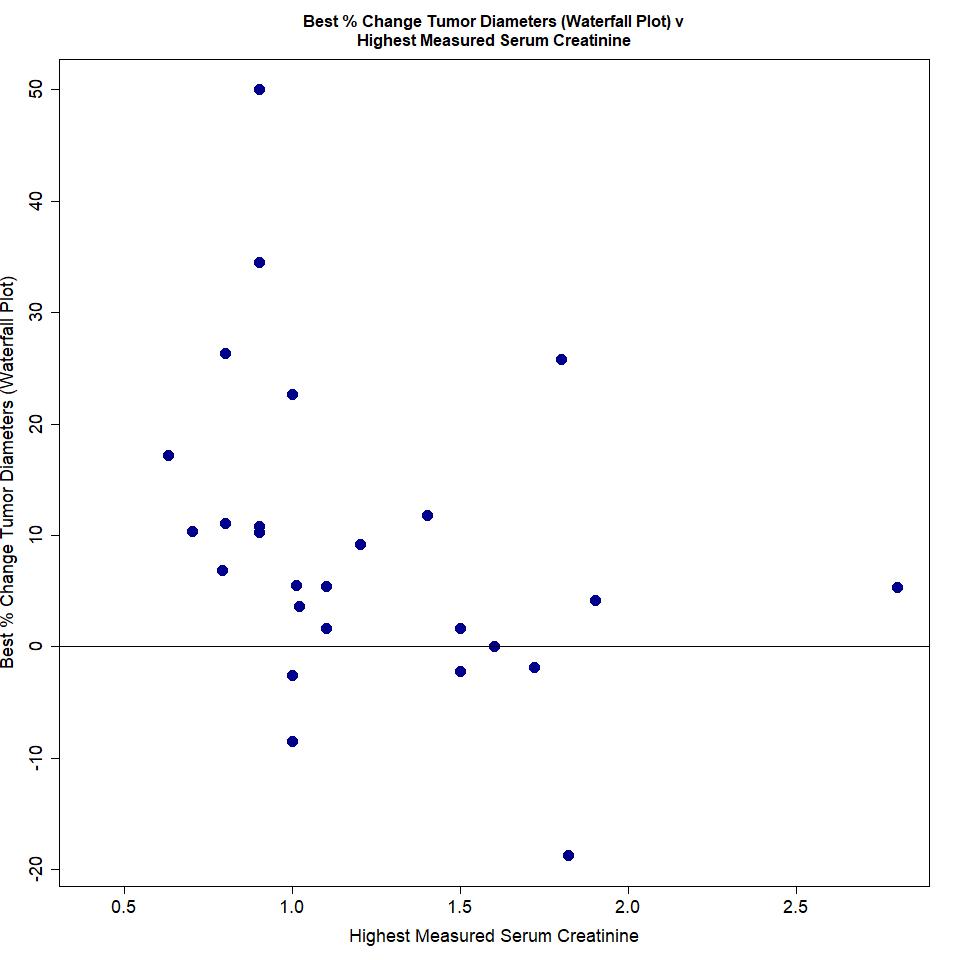 Best % Change Tumor Diameters (Waterfall Plot) v
Highest Measured Serum Creatinine
50
40
30
20
10
0
-10
-20
Best % Change Tumor Diameters (Waterfall Plot)
0.5 1.0 1.5 2.0 2.5
Highest Measured Serum Creatinine